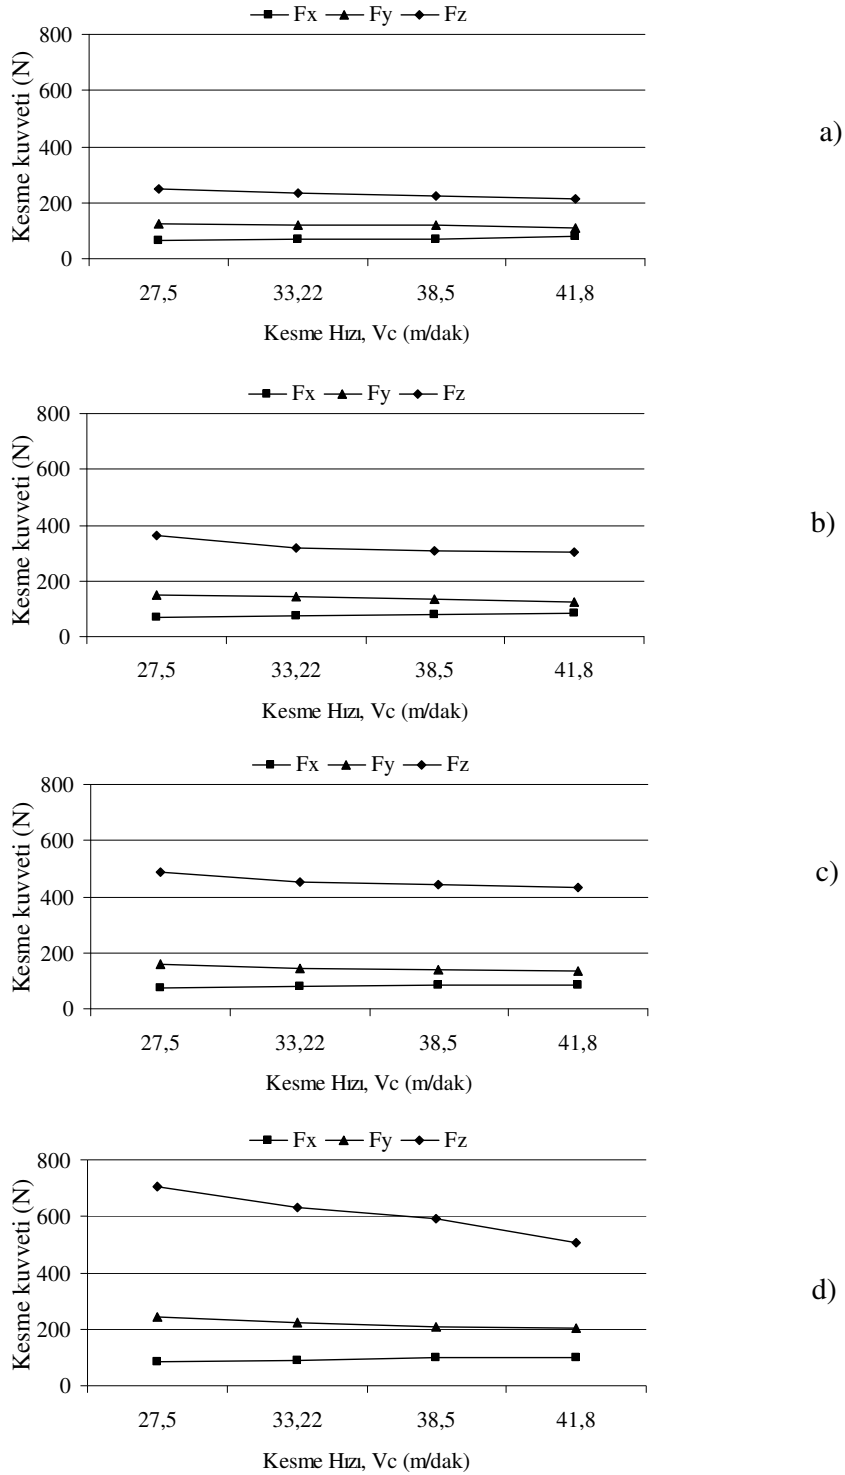 Fx Fy Fz
800
600
400
200
0
Kesme kuvveti (N)
27,5 33,22 38,5 41,8
Kesme Hızı, Vc (m/dak)
a)
Fx Fy Fz
800
600
400
200
0
Kesme kuvveti (N)
27,5 33,22 38,5 41,8
Kesme Hızı, Vc (m/dak)
b)
Fx Fy Fz
800
600
400
200
0
Kesme kuvveti (N)
27,5 33,22 38,5 41,8
Kesme Hızı, Vc (m/dak)
c)
Fx Fy Fz
800
600
400
200
0
Kesme kuvveti (N)
27,5 33,22 38,5 41,8
Kesme Hızı, Vc (m/dak)
d)